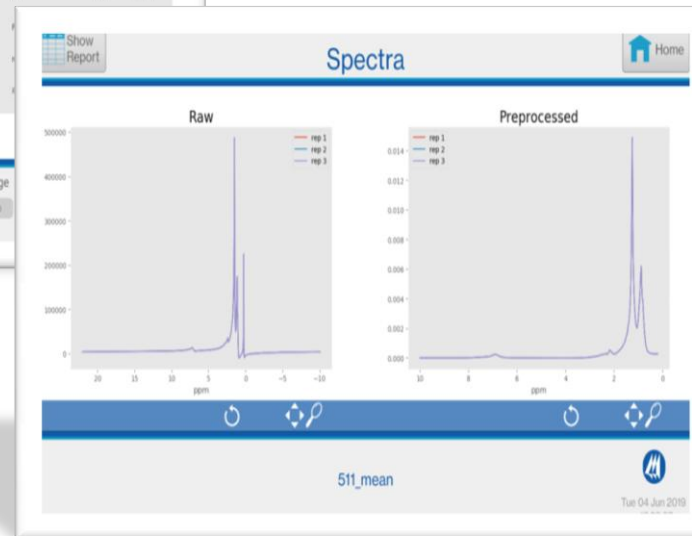 Show
Report
Spectra
Home
Raw
Preprocessed
rep 1
rep 2
rep 3
500000
400000
300000
200000
100000
0
20 15 10 5 0 −5 −10
ppm
rep 1
rep 2
rep 3
0.014
0.012
0.010
0.008
0.006
0.004
0.002
0.000
10 8 6 4 2 0
ppm
511_mean
Tue 04 Jun 2019